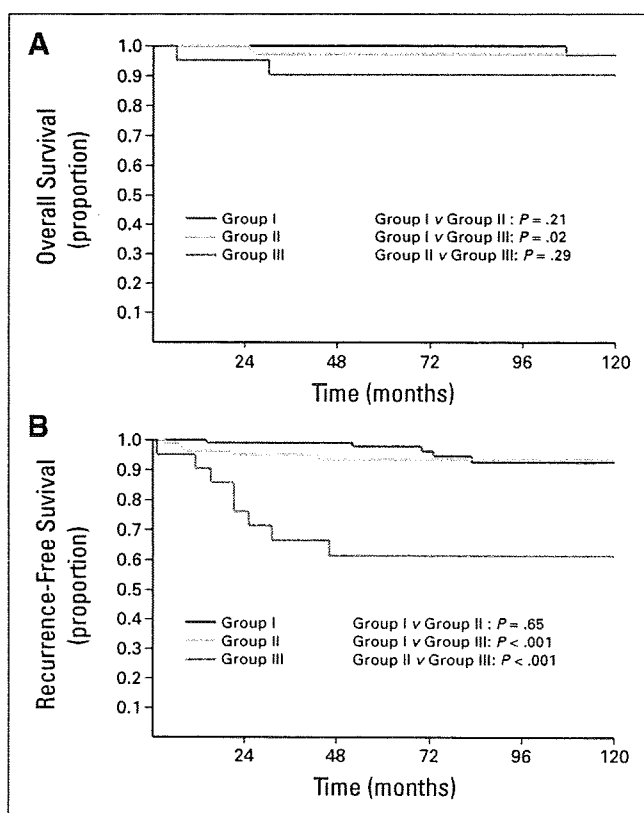 A
1.0
0.9
0.8
0.7
0.6
0.5
0.4
0.3
0.2
0.1
Overall Survival
(proportion)
Group I
Group II
Group III
Group I v Group II : P = .21
Group I v Group III: P = .02
Group II v Group III: P = .29
24
48
72
96
120
Time (months)
B
1.0
0.9
0.8
0.7
0.6
0.5
0.4
0.3
0.2
0.1
Recurrence-Free Suvival
(proportion)
Group I
Group II
Group III
Group I v Group II : P = .65
Group I v Group III: P < .001
Group II v Group III: P < .001
24
48
72
96
120
Time (months)